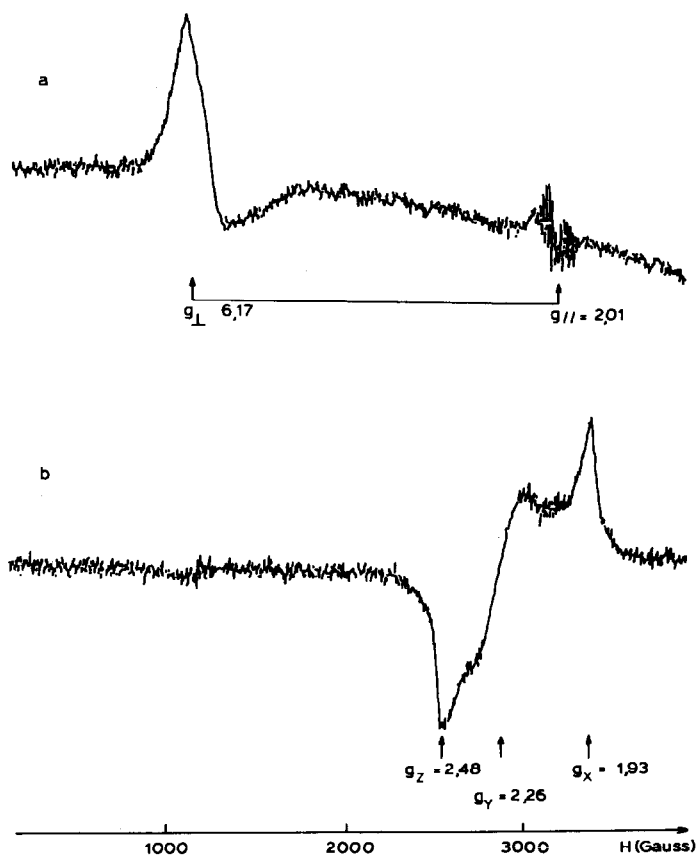 a
g⊥ 6,17
g// = 2,01
b
gZ = 2,48
gY = 2,26
gX = 1,93
1000 2000 3000 H (Gauss)